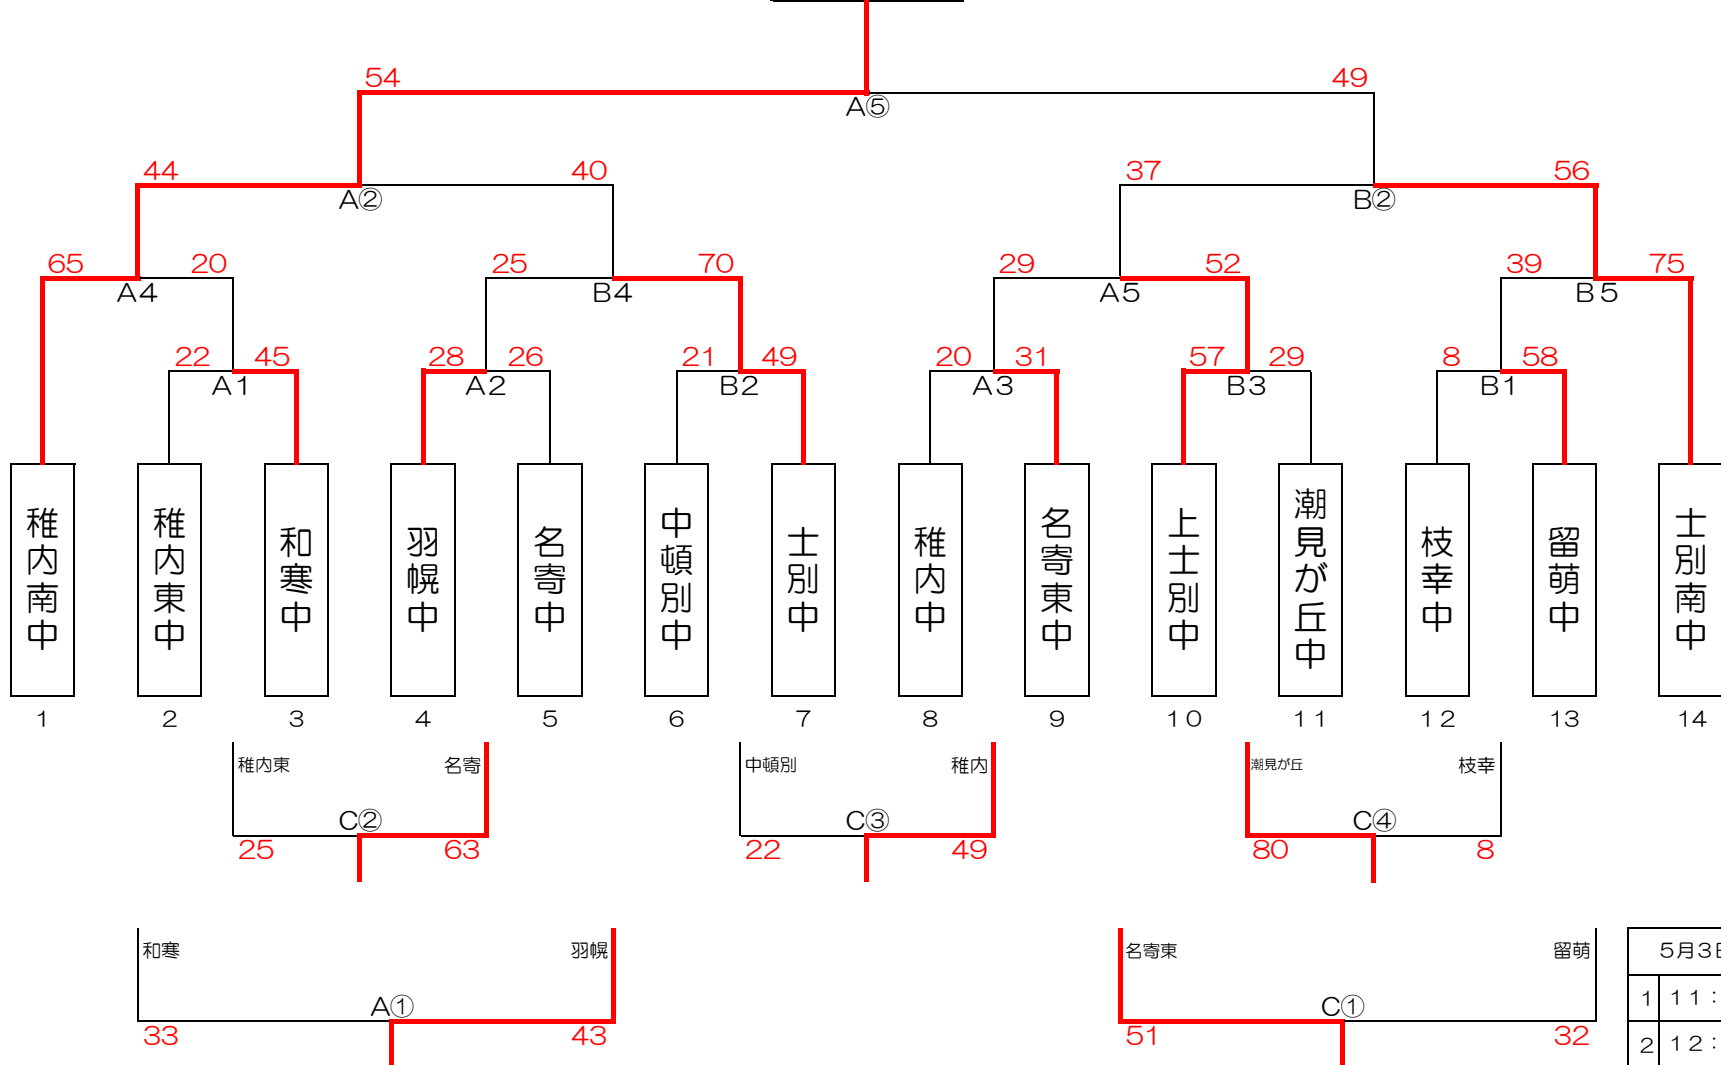 54 49
A⑤
44 40 37 56
A② B②
65 20 25 70 29 52 39 75
A4 B4 A5 B5
22 45 28 26 21 49 20 31 57 29 8 58
A1 A2 B2 A3 B3 B1
稚内南中
稚内東中
和寒中
羽幌中
名寄中
中頓別中
士別中
稚内中
名寄東中
上士別中
潮見が丘中
枝幸中
留萌中
士別南中
1 2 3 4 5 6 7 8 9 10 11 12 13 14
稚内東 名寄 中頓別 稚内 潮見が丘 枝幸
C② C③ C④
25 63 22 49 80 8
和寒 羽幌 名寄東 留萌
A① C①
33 43 51 32
5月3日
1 11:
2 12: